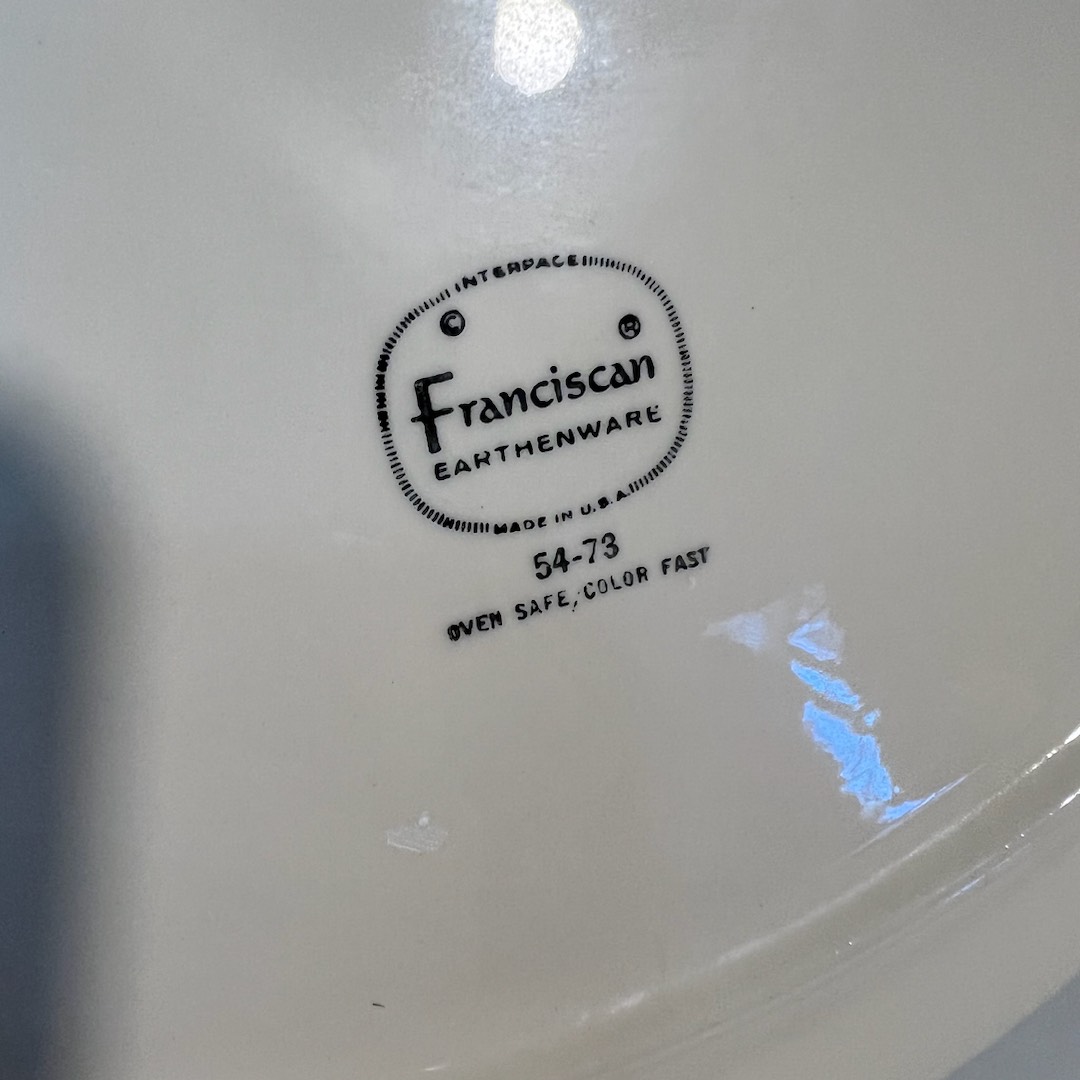 INTERPACE
© ®
Franciscan
EARTHENWARE
MADE IN U.S.A.
54-73
OVEN SAFE, COLOR FAST